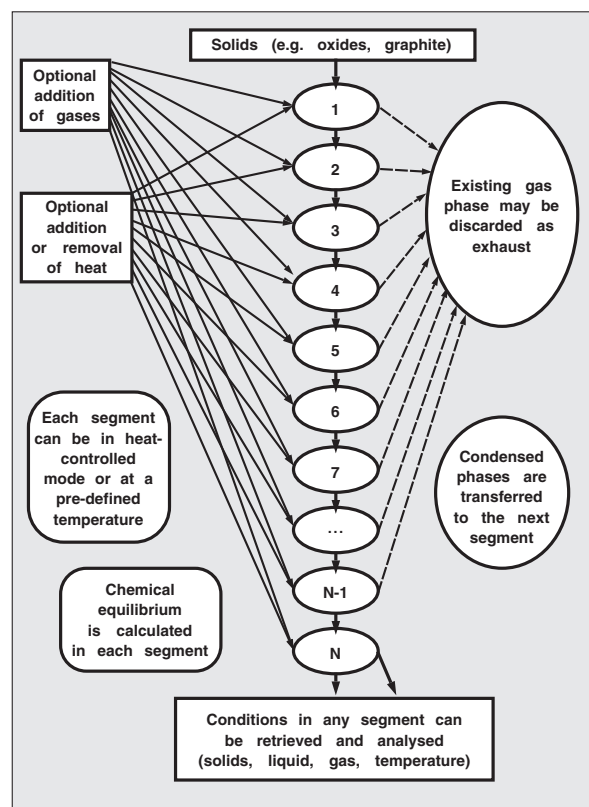 Solids (e.g. oxides, graphite)
Optional
addition
of gases
Optional
addition
or removal
of heat
1
2
3
4
5
6
7
...
N-1
N
Existing gas
phase may be
discarded as
exhaust
Each segment
can be in heat-
controlled
mode or at a
pre-defined
temperature
Condensed
phases are
transferred
to the next
segment
Chemical
equilibrium
is calculated
in each segment
Conditions in any segment can
be retrieved and analysed
(solids, liquid, gas, temperature)